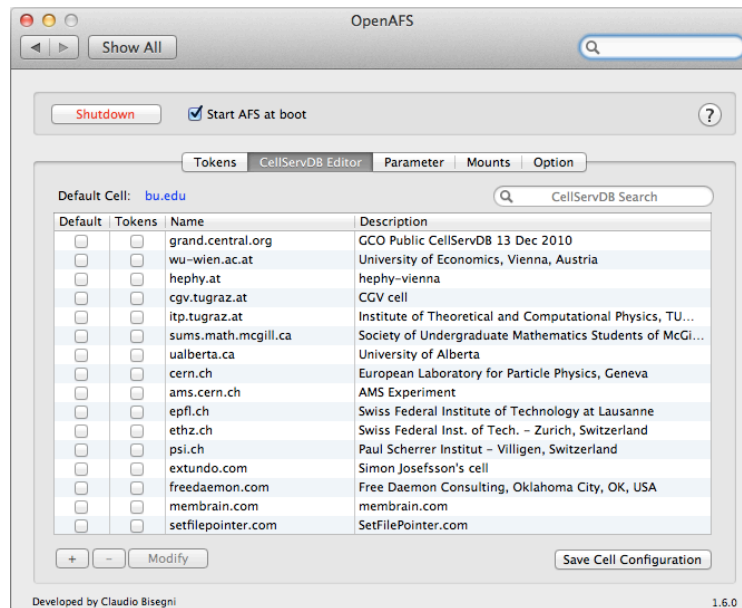 OpenAFS
Show All
Shutdown Start AFS at boot ?
Tokens CellServDB Editor Parameter Mounts Option
Default Cell: bu.edu CellServDB Search
Default Tokens Name Description
grand.central.org GCO Public CellServDB 13 Dec 2010
wu-wien.ac.at University of Economics, Vienna, Austria
hephy.at hephy-vienna
cgv.tugraz.at CGV cell
itp.tugraz.at Institute of Theoretical and Computational Physics, TU...
sums.math.mcgill.ca Society of Undergraduate Mathematics Students of McGi...
ualberta.ca University of Alberta
cern.ch European Laboratory for Particle Physics, Geneva
ams.cern.ch AMS Experiment
epfl.ch Swiss Federal Institute of Technology at Lausanne
ethz.ch Swiss Federal Inst. of Tech. - Zurich, Switzerland
psi.ch Paul Scherrer Institut - Villigen, Switzerland
extundo.com Simon Josefsson's cell
freedaemon.com Free Daemon Consulting, Oklahoma City, OK, USA
membrain.com membrain.com
setfilepointer.com SetFilePointer.com
+ - Modify Save Cell Configuration
Developed by Claudio Bisegni 1.6.0